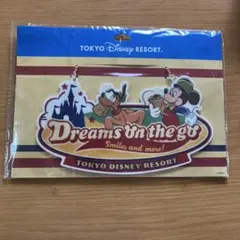 TOKYO Disney RESORT.
Dreams on the go
Smiles and more!
TOKYO DISNEY RESORT